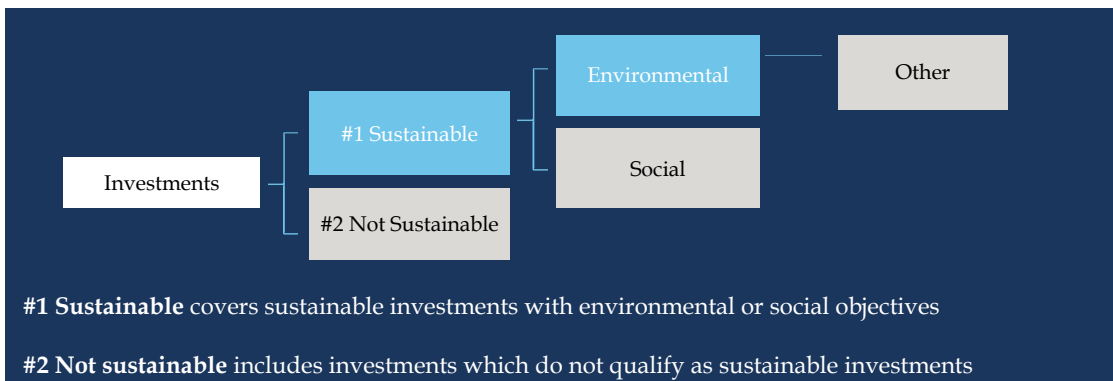 Environmental
Other
#1 Sustainable
Social
Investments
#2 Not Sustainable
#1 Sustainable covers sustainable investments with environmental or social objectives
#2 Not sustainable includes investments which do not qualify as sustainable investments